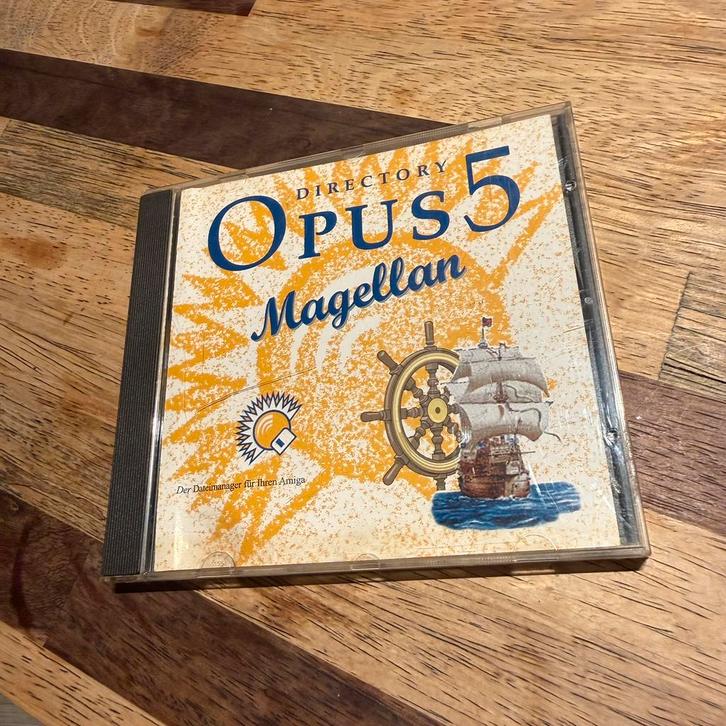 DIRECTORY
OPUS 5
Magellan
Der Dateimanager für Ihren Amiga